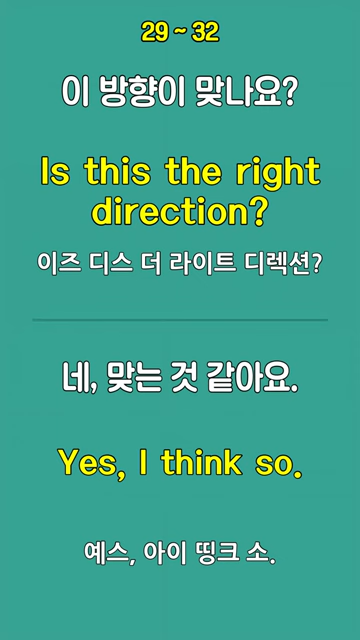 29 ~ 32
이 방향이 맞나요?
Is this the right
direction?
이즈 디스 더 라이트 디렉션?
네, 맞는 것 같아요.
Yes, I think so.
예스, 아이 띵크 소.